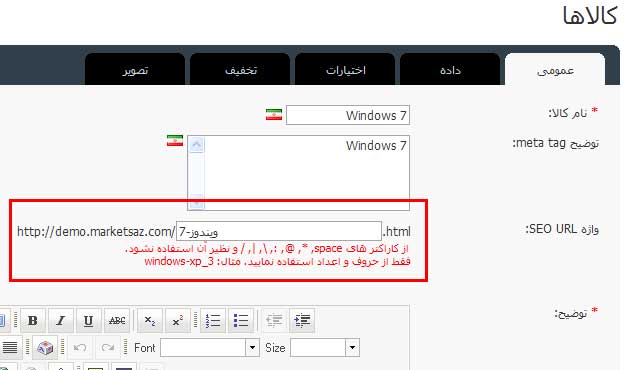 کالاها
عمومی
داده
اختیارات
تخفیف
تصویر
* نام کالا:
Windows 7
توضیح meta tag:
Windows 7
واژه SEO URL:
http://demo.marketsaz.com/ویندوز-7.html
از کاراکتر های space, *, @, :, \, |, / و نظیر آن استفاده نشود.
فقط از حروف و اعداد استفاده نمایید. مثال: windows-xp_3
* توضیح:
B I U ABC x₂ x²
Font Size